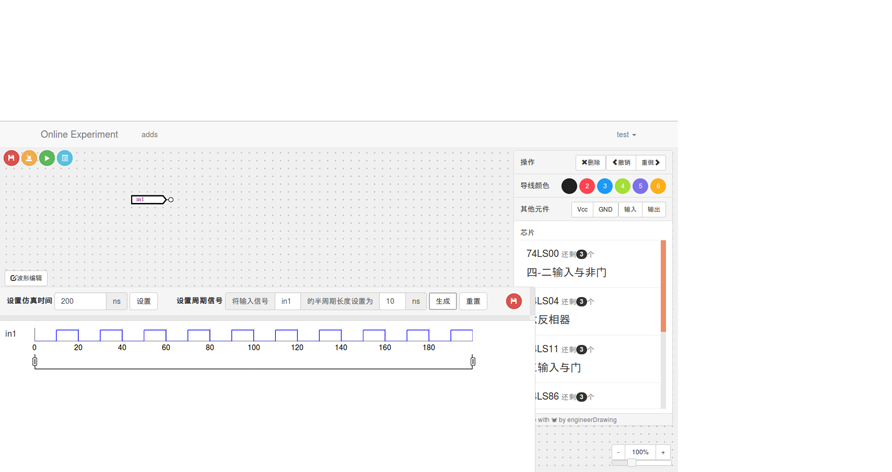 Online Experiment adds test
操作 删除 撤销 重做
in1
导线颜色 2 3 4 5 6
其他元件 Vcc GND 输入 输出
芯片
74LS00 还剩3个
四-二输入与非门
波形编辑
设置仿真时间 200 ns 设置 设置周期信号 将输入信号 in1 的半周期长度设置为 10 ns 生成 重置
4LS04 还剩3个
反相器
in1
0 20 40 60 80 100 120 140 160 180
4LS11 还剩3个
输入与门
4LS86 还剩3个
with by engineerDrawing
- 100% +